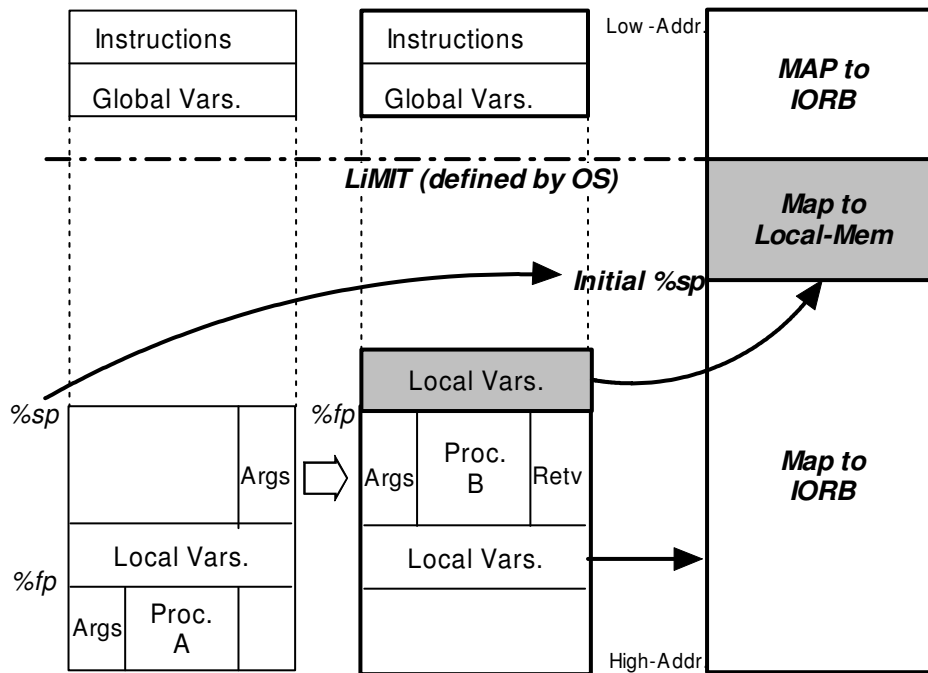 Instructions
Global Vars.
Instructions
Global Vars.
Low -Addr.
MAP to
IORB
LiMIT (defined by OS)
Map to
Local-Mem
Initial %sp
Local Vars.
%sp
%fp
Args
Args
Proc.
B
Retv
Map to
IORB
Local Vars.
Local Vars.
%fp
Args
Proc.
A
High-Addr.